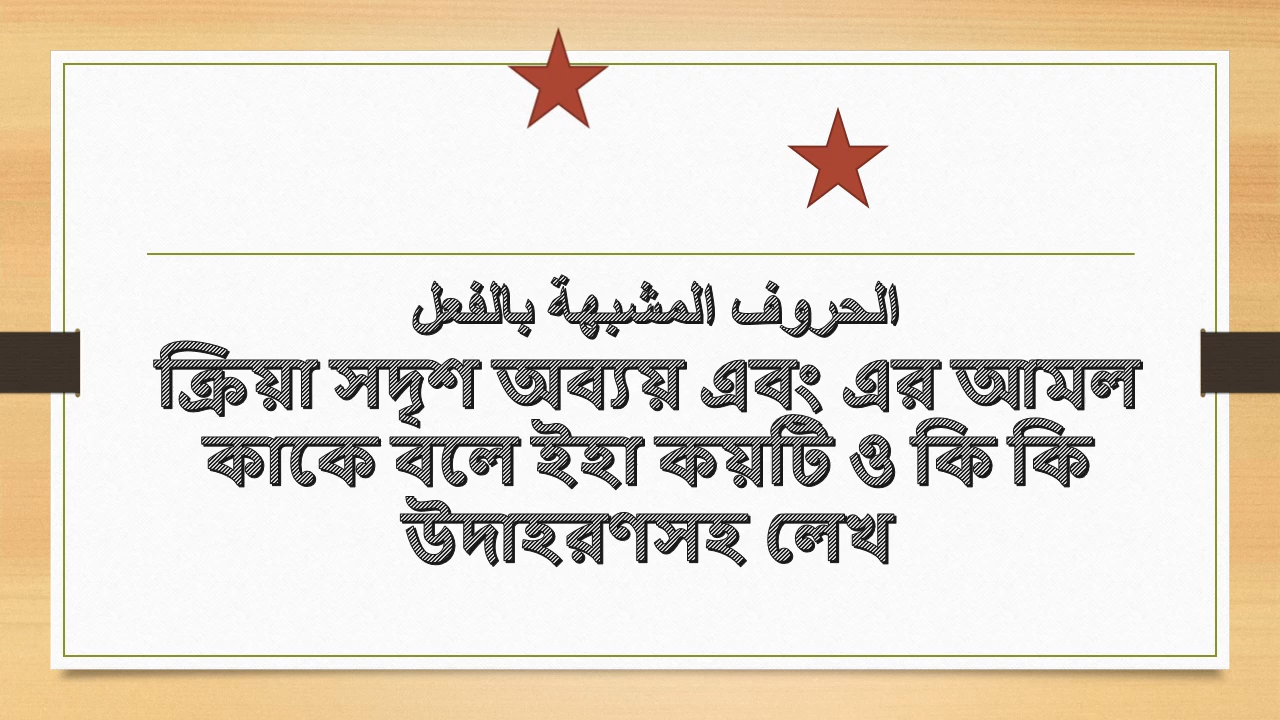 الحروف المشبهة بالفعل
ক্রিয়া সদৃশ অব্যয় এবং এর আমল
কাকে বলে ইহা কয়টি ও কি কি
উদাহরণসহ লেখ